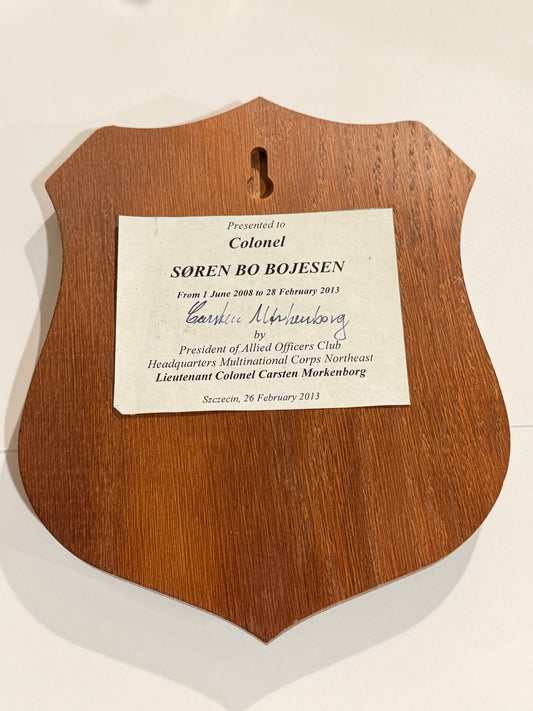 Presented to
Colonel
SØREN BO BOJESEN
From 1 June 2008 to 28 February 2013
Carsten Morkenborg
by
President of Allied Officers Club
Headquarters Multinational Corps Northeast
Lieutenant Colonel Carsten Morkenborg
Szczecin, 26 February 2013